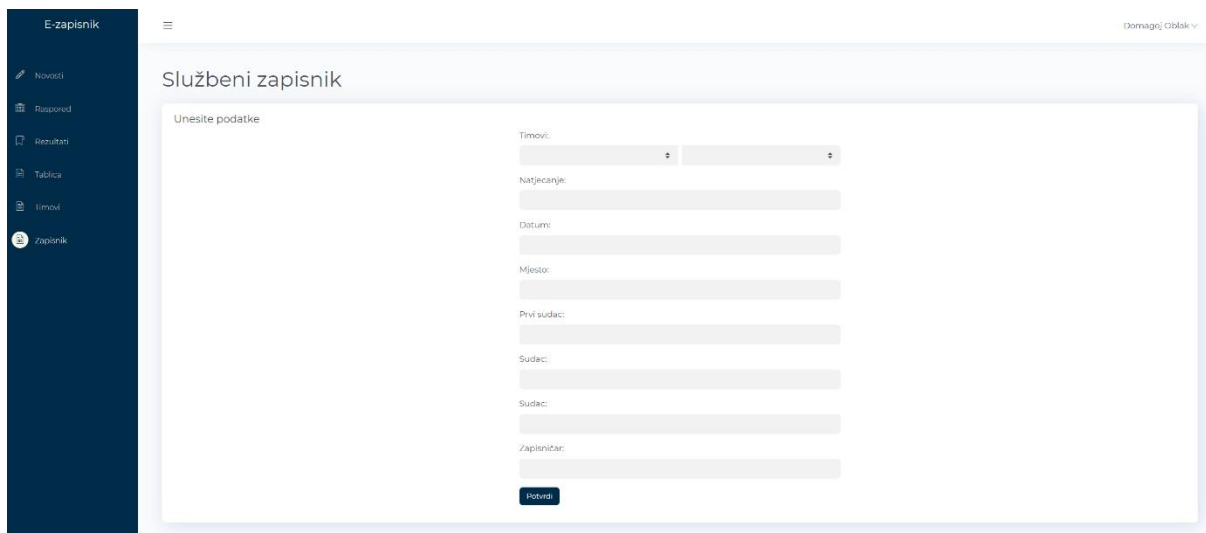 E-zapisnik
Domagoj Oblak
Novosti
Raspored
Rezultati
Tablica
Timovi
Zapisnik
Službeni zapisnik
Unesite podatke
Timovi:
Natjecanje:
Datum:
Mjesto:
Prvi sudac:
Sudac:
Sudac:
Zapisničar:
Potvrdi